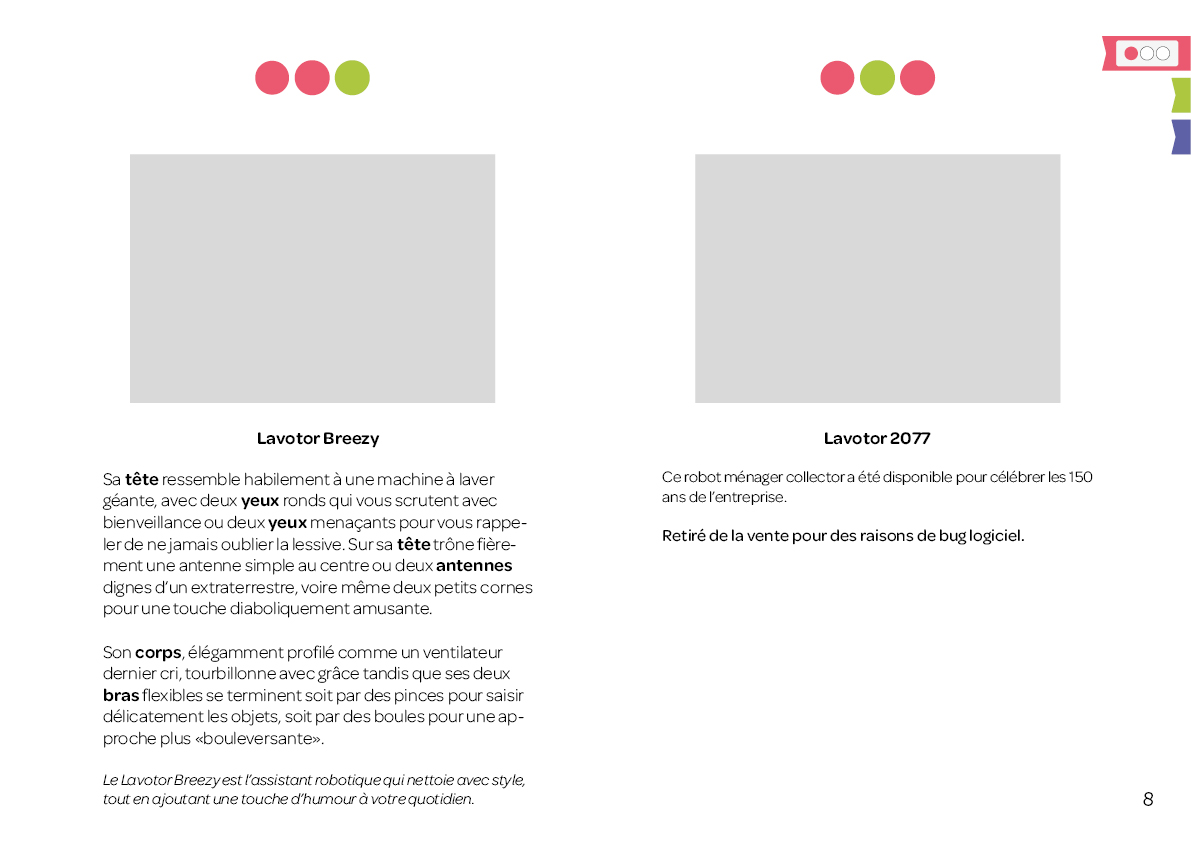 Lavotor Breezy
Sa tête ressemble habilement à une machine à laver
géante, avec deux yeux ronds qui vous scrutent avec
bienveillance ou deux yeux menaçants pour vous rappe-
ler de ne jamais oublier la lessive. Sur sa tête trône fière-
ment une antenne simple au centre ou deux antennes
dignes d’un extraterrestre, voire même deux petits cornes
pour une touche diaboliquement amusante.
Son corps, élégamment profilé comme un ventilateur
dernier cri, tourbillonne avec grâce tandis que ses deux
bras flexibles se terminent soit par des pinces pour saisir
délicatement les objets, soit par des boules pour une ap-
proche plus «bouleversante».
Le Lavotor Breezy est l’assistant robotique qui nettoie avec style,
tout en ajoutant une touche d’humour à votre quotidien.
Lavotor 2077
Ce robot ménager collector a été disponible pour célébrer les 150
ans de l’entreprise.
Retiré de la vente pour des raisons de bug logiciel.
8